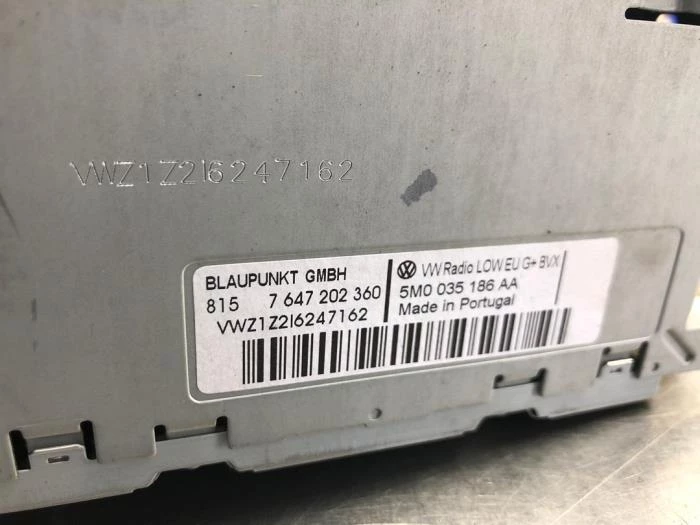 VWZ1Z2I6247162
BLAUPUNKT GMBH
815 7 647 202 360
VWZ1Z2I6247162
VW Radio LOW EU G+ BVX
5M0 035 186 AA
Made in Portugal